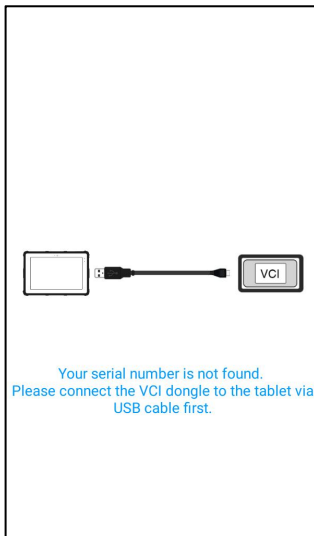 VCI
Your serial number is not found.
Please connect the VCI dongle to the tablet via
USB cable first.